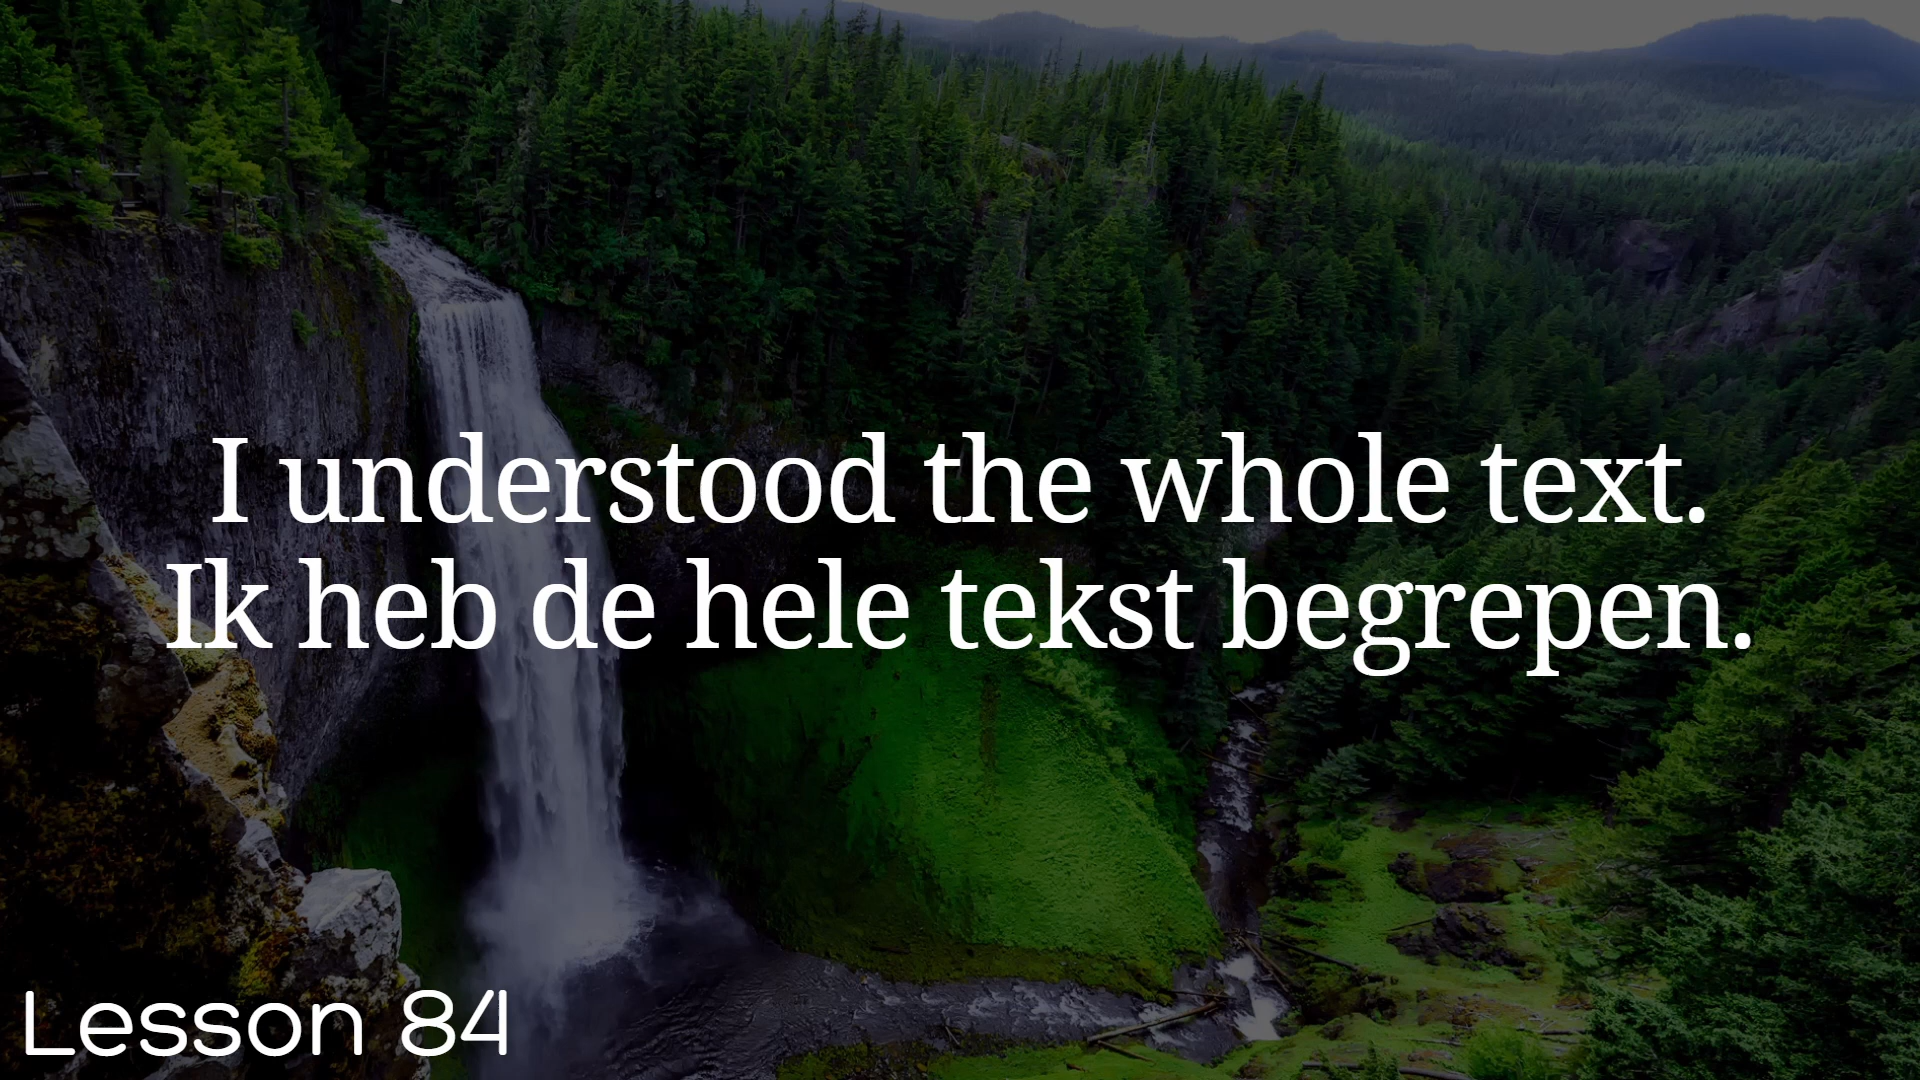 I understood the whole text.
Ik heb de hele tekst begrepen.
Lesson 84